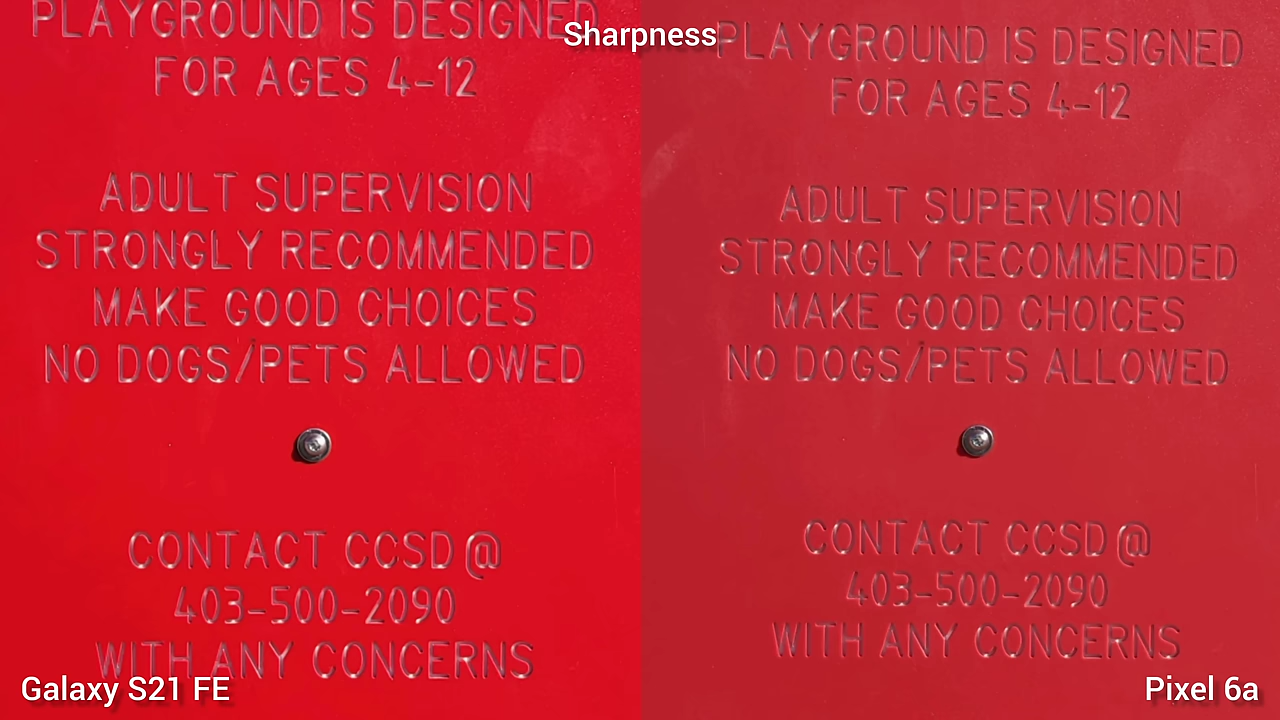 Sharpness
PLAYGROUND IS DESIGNED
FOR AGES 4-12
ADULT SUPERVISION
STRONGLY RECOMMENDED
MAKE GOOD CHOICES
NO DOGS/PETS ALLOWED
CONTACT CCSD@
403-500-2090
WITH ANY CONCERNS
Galaxy S21 FE
PLAYGROUND IS DESIGNED
FOR AGES 4-12
ADULT SUPERVISION
STRONGLY RECOMMENDED
MAKE GOOD CHOICES
NO DOGS/PETS ALLOWED
CONTACT CCSD@
403-500-2090
WITH ANY CONCERNS
Pixel 6a